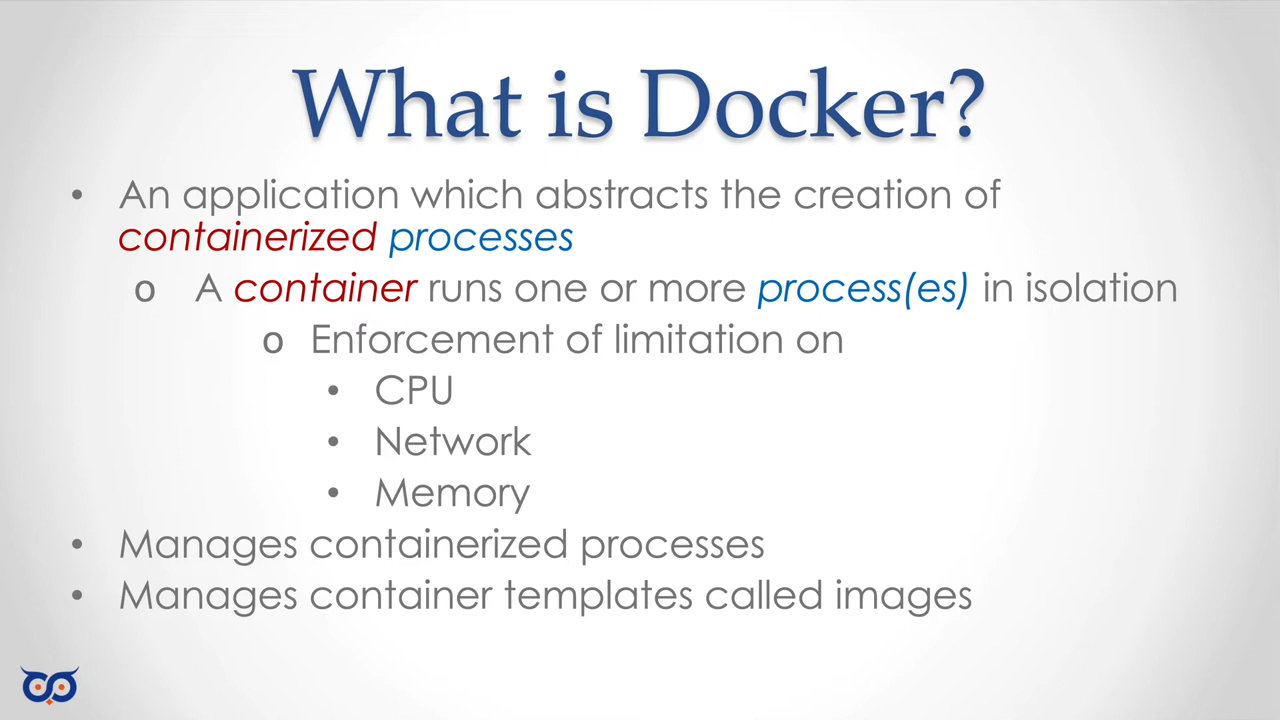 What is Docker?
• An application which abstracts the creation of
containerized processes
o A container runs one or more process(es) in isolation
o Enforcement of limitation on
• CPU
• Network
• Memory
• Manages containerized processes
• Manages container templates called images